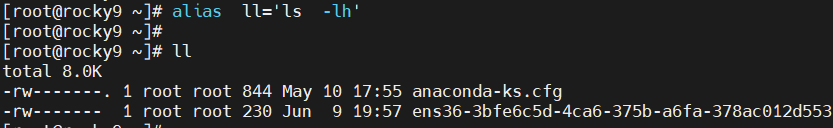 [root@rocky9 ~]# alias  ll='ls  -lh'
[root@rocky9 ~]#
[root@rocky9 ~]# ll
total 8.0K
-rw-------. 1 root root 844 May 10 17:55 anaconda-ks.cfg
-rw-------  1 root root 230 Jun  9 19:57 ens36-3bfe6c5d-4ca6-375b-a6fa-378ac012d553